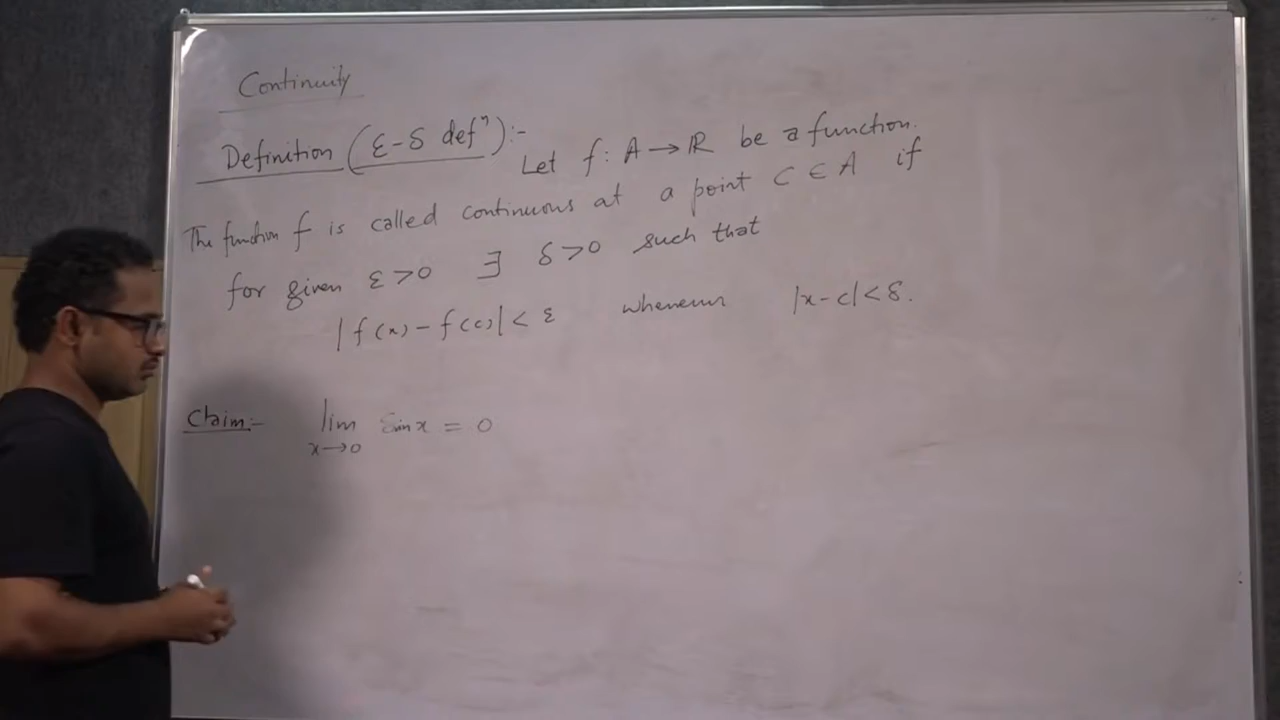 Continuity
Definition (ε-δ defⁿ):- Let f: A → ℝ be a function.
The function f is called continuous at a point C ∈ A if
for given ε > 0 ∃ δ > 0 such that
|f(x) - f(c)| < ε whenever |x - c| < δ.
Claim:- lim x→0 Sin x = 0